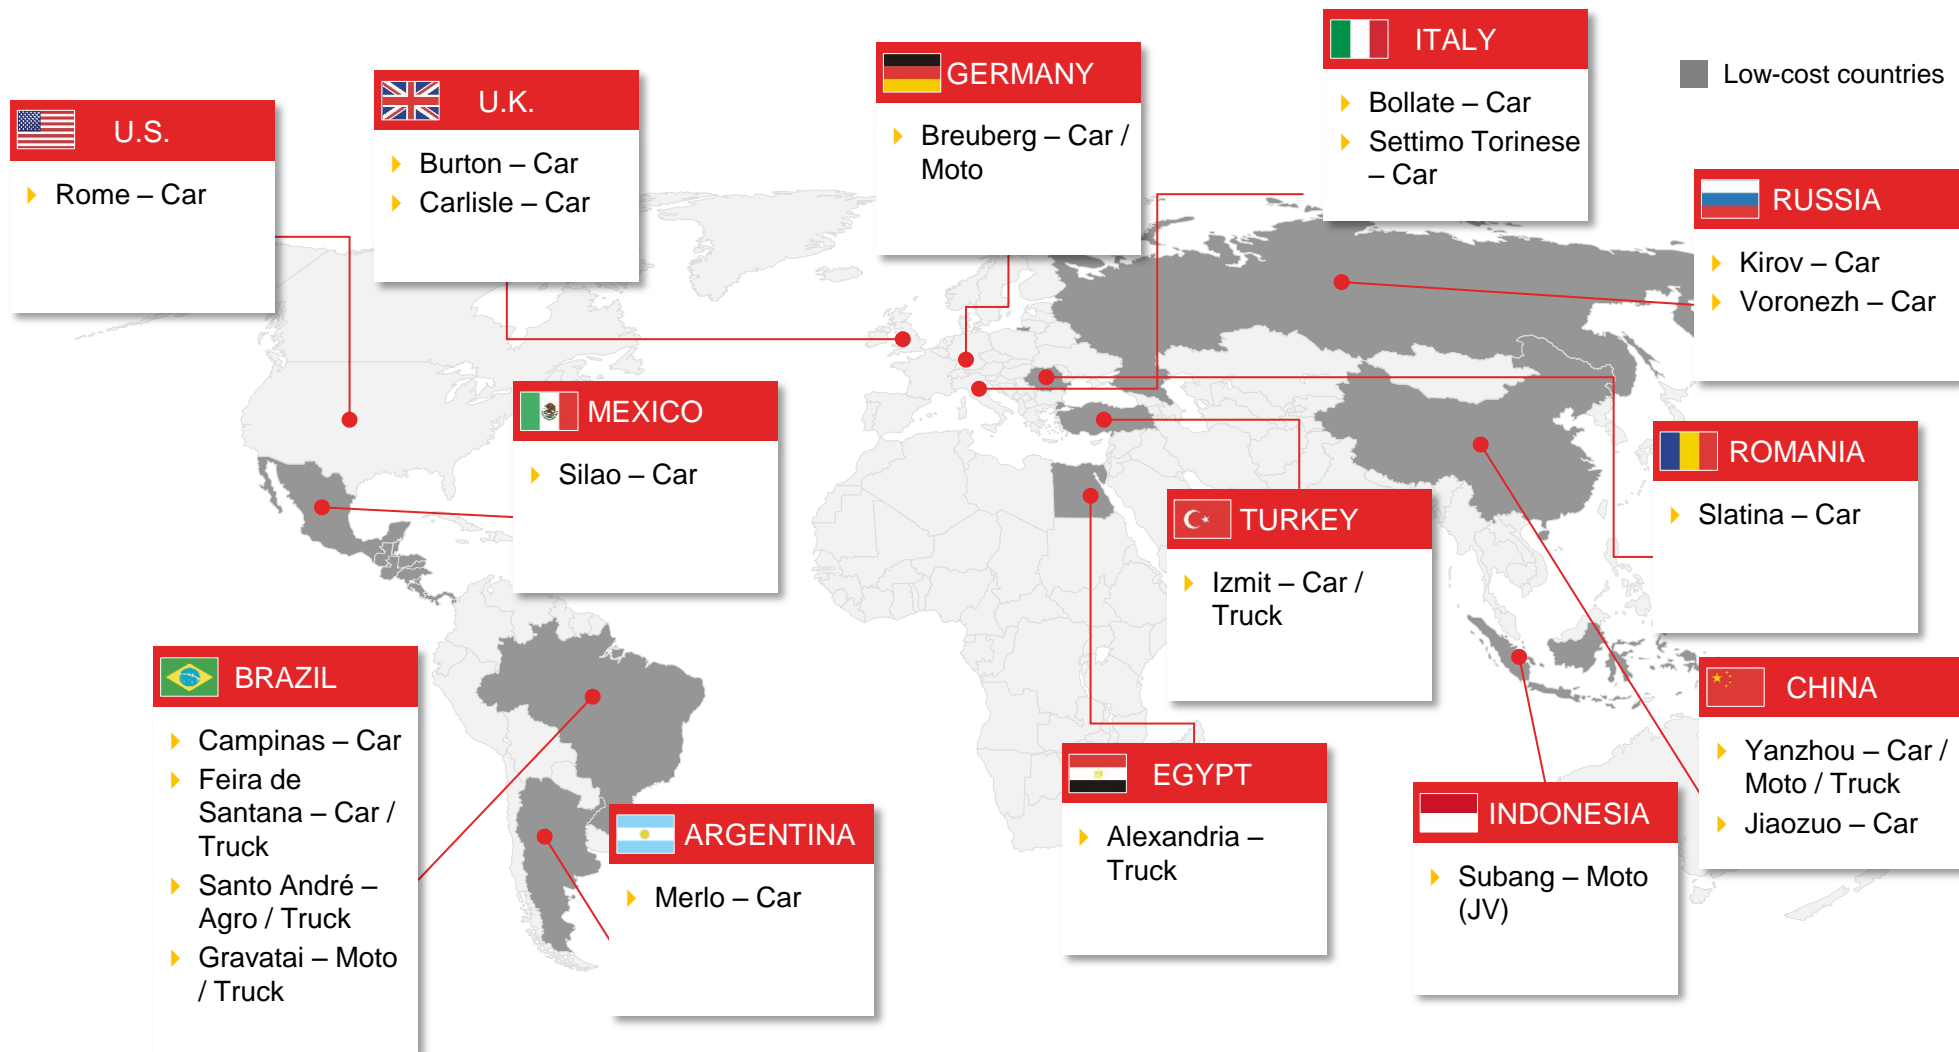 ITALY
Bollate – Car
Settimo Torinese
– Car
Low-cost countries
GERMANY
Breuberg – Car /
Moto
U.K.
Burton – Car
Carlisle – Car
U.S.
Rome – Car
RUSSIA
Kirov – Car
Voronezh – Car
MEXICO
Silao – Car
ROMANIA
Slatina – Car
TURKEY
Izmit – Car /
Truck
BRAZIL
Campinas – Car
Feira de
Santana – Car /
Truck
Santo André –
Agro / Truck
Gravatai – Moto
/ Truck
ARGENTINA
Merlo – Car
EGYPT
Alexandria –
Truck
INDONESIA
Subang – Moto
(JV)
CHINA
Yanzhou – Car /
Moto / Truck
Jiaozuo – Car